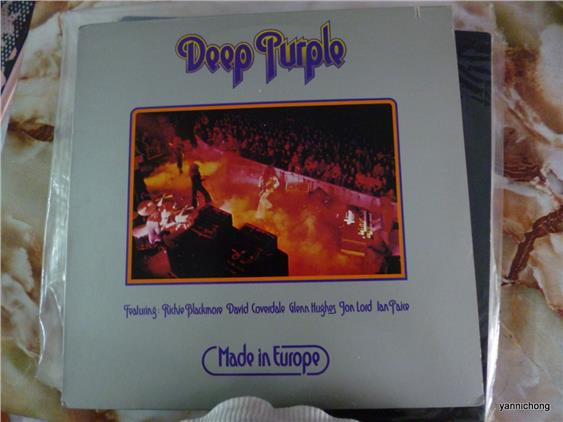 Deep Purple
Featuring: Richie Blackmore David Coverdale Glenn Hughes Jon Lord Ian Paice
Made in Europe
yannichong